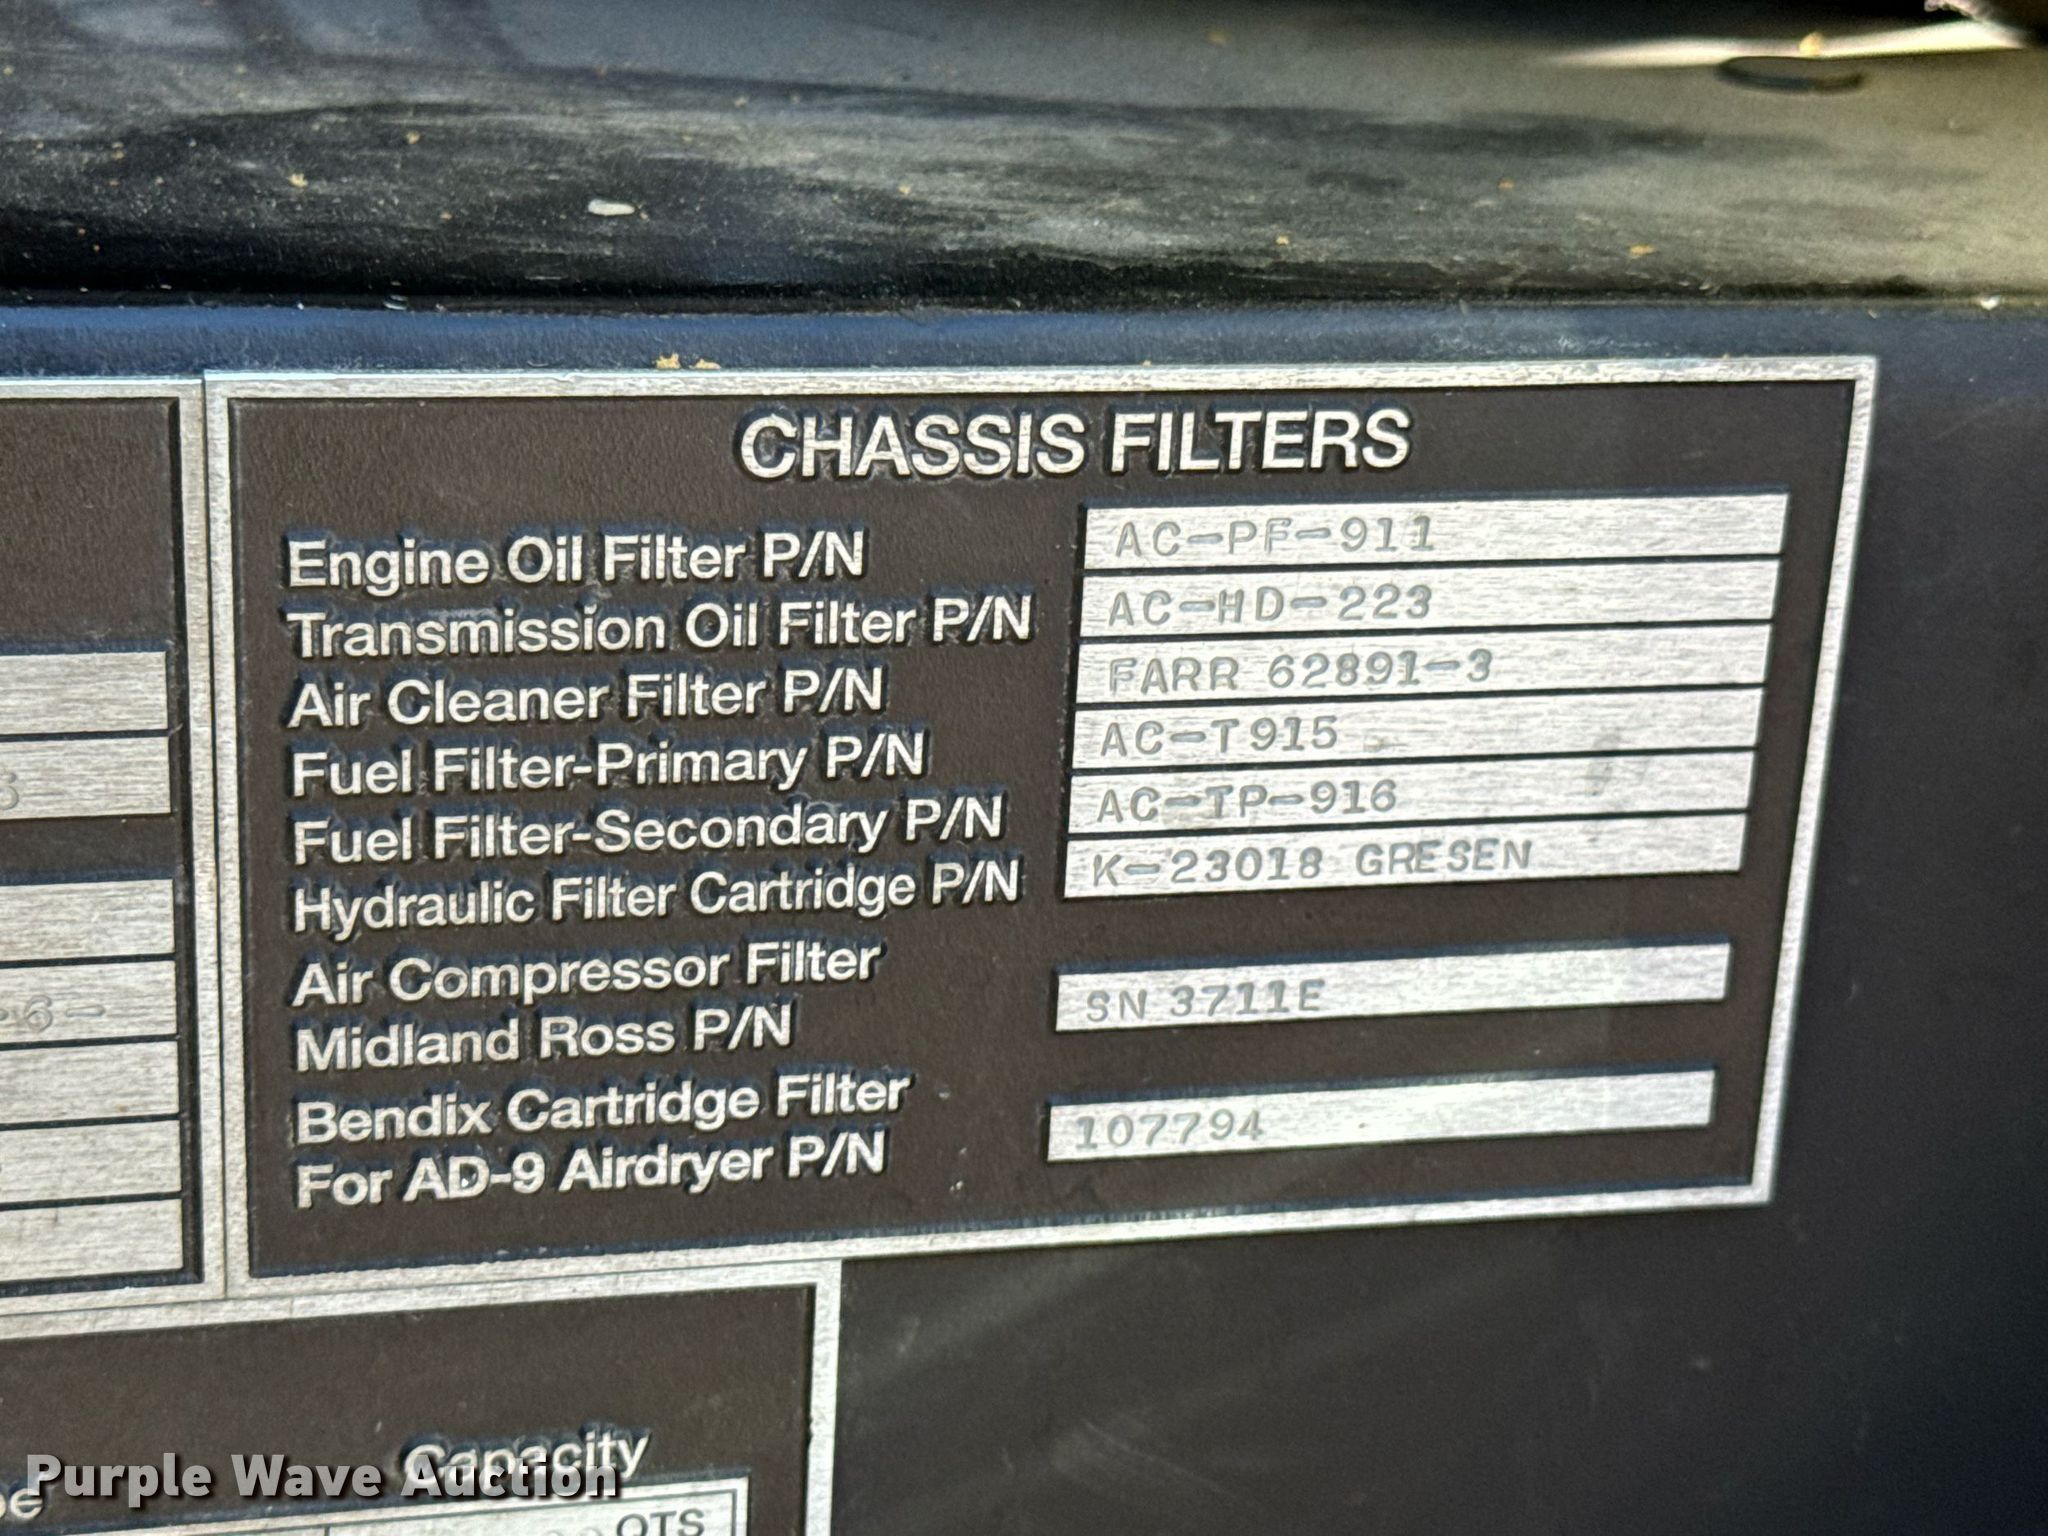 CHASSIS FILTERS
Engine Oil Filter P/N AC-PF-911
Transmission Oil Filter P/N AC-HD-223
Air Cleaner Filter P/N FARR 62891-3
Fuel Filter-Primary P/N AC-T915
Fuel Filter-Secondary P/N AC-TP-916
Hydraulic Filter Cartridge P/N K-23018 GRESEN
Air Compressor Filter
Midland Ross P/N SN 3711E
Bendix Cartridge Filter
For AD-9 Airdryer P/N 107794
-6-
Capacity
QTS
Purple Wave Auction